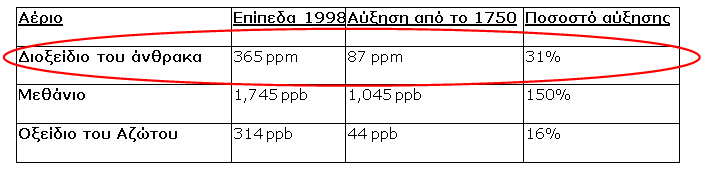 Αέριο Επίπεδα 1998 Αύξηση από το 1750 Ποσοστό αύξησης
Διοξείδιο του άνθρακα 365 ppm 87 ppm 31%
Μεθάνιο 1,745 ppb 1,045 ppb 150%
Οξείδιο του Αζώτου 314 ppb 44 ppb 16%